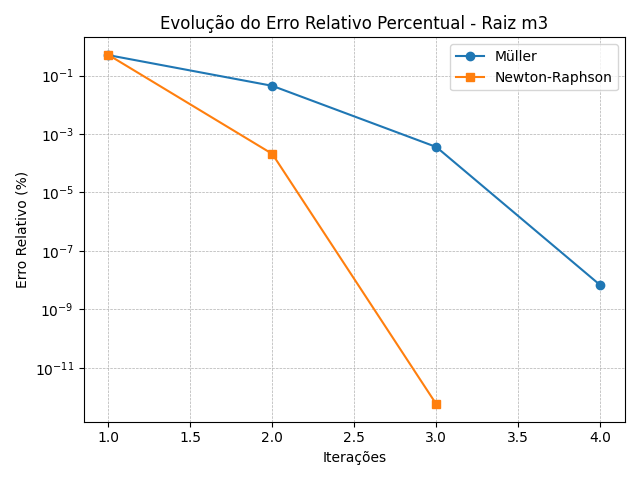 Evolução do Erro Relativo Percentual - Raiz m3
Müller
Newton-Raphson
Erro Relativo (%)
10⁻¹
10⁻³
10⁻⁵
10⁻⁷
10⁻⁹
10⁻¹¹
1.0 1.5 2.0 2.5 3.0 3.5 4.0
Iterações